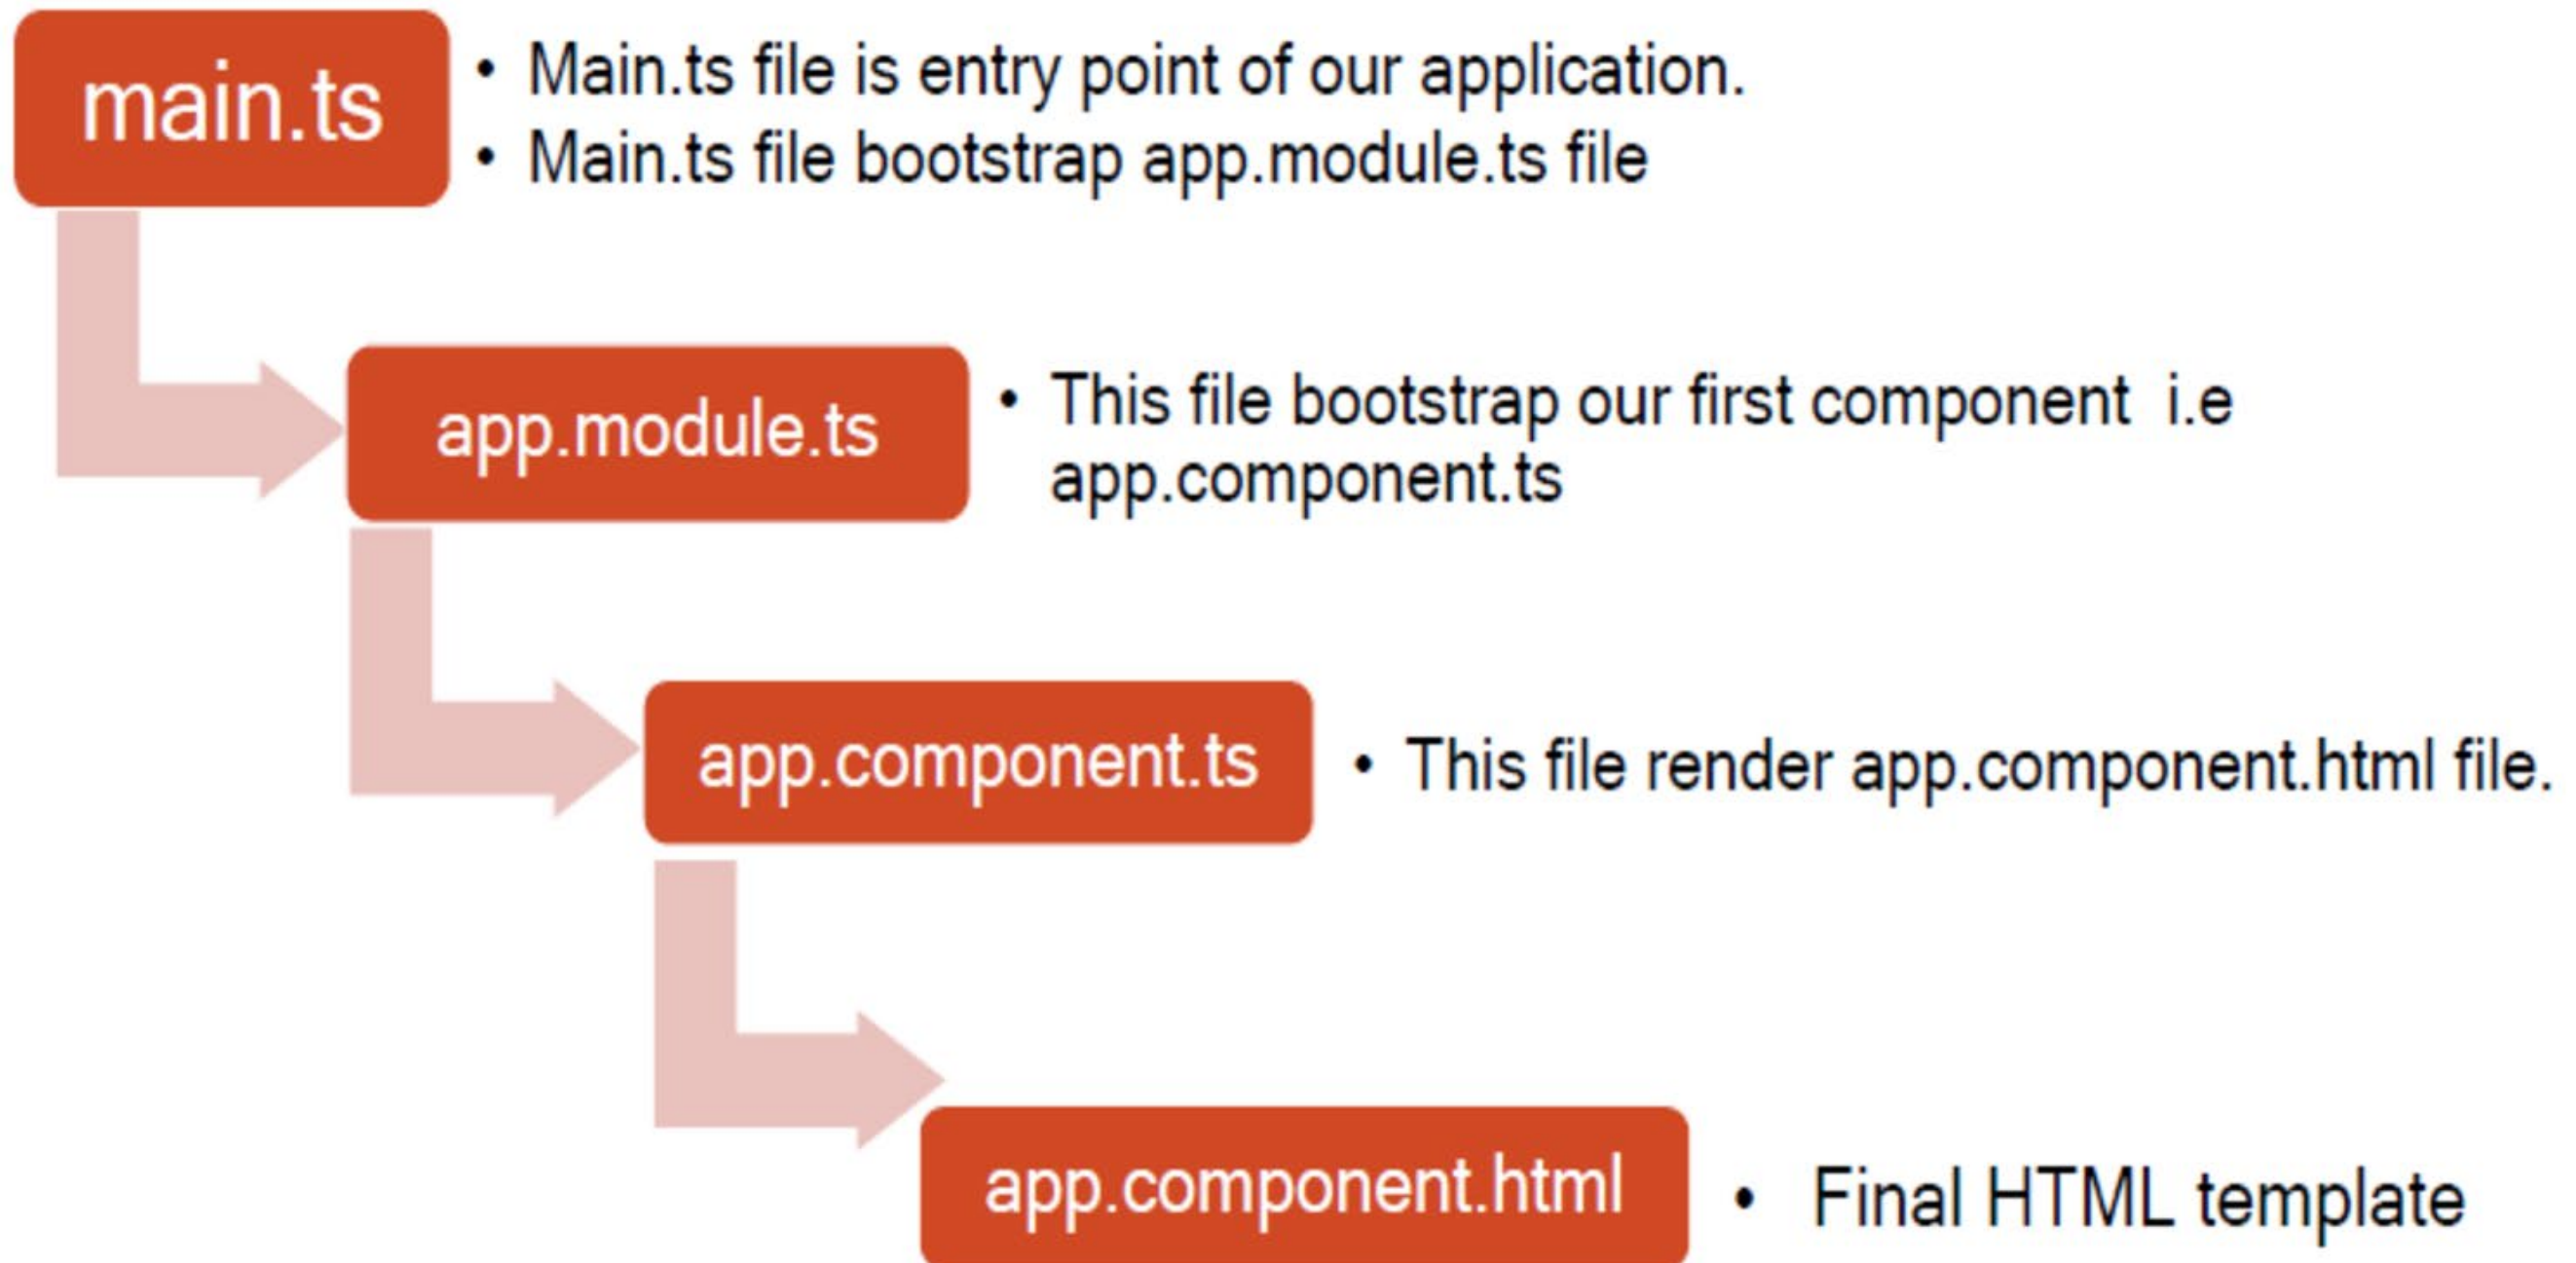 main.ts
• Main.ts file is entry point of our application.
• Main.ts file bootstrap app.module.ts file
app.module.ts
• This file bootstrap our first component i.e
app.component.ts
app.component.ts
• This file render app.component.html file.
app.component.html
• Final HTML template